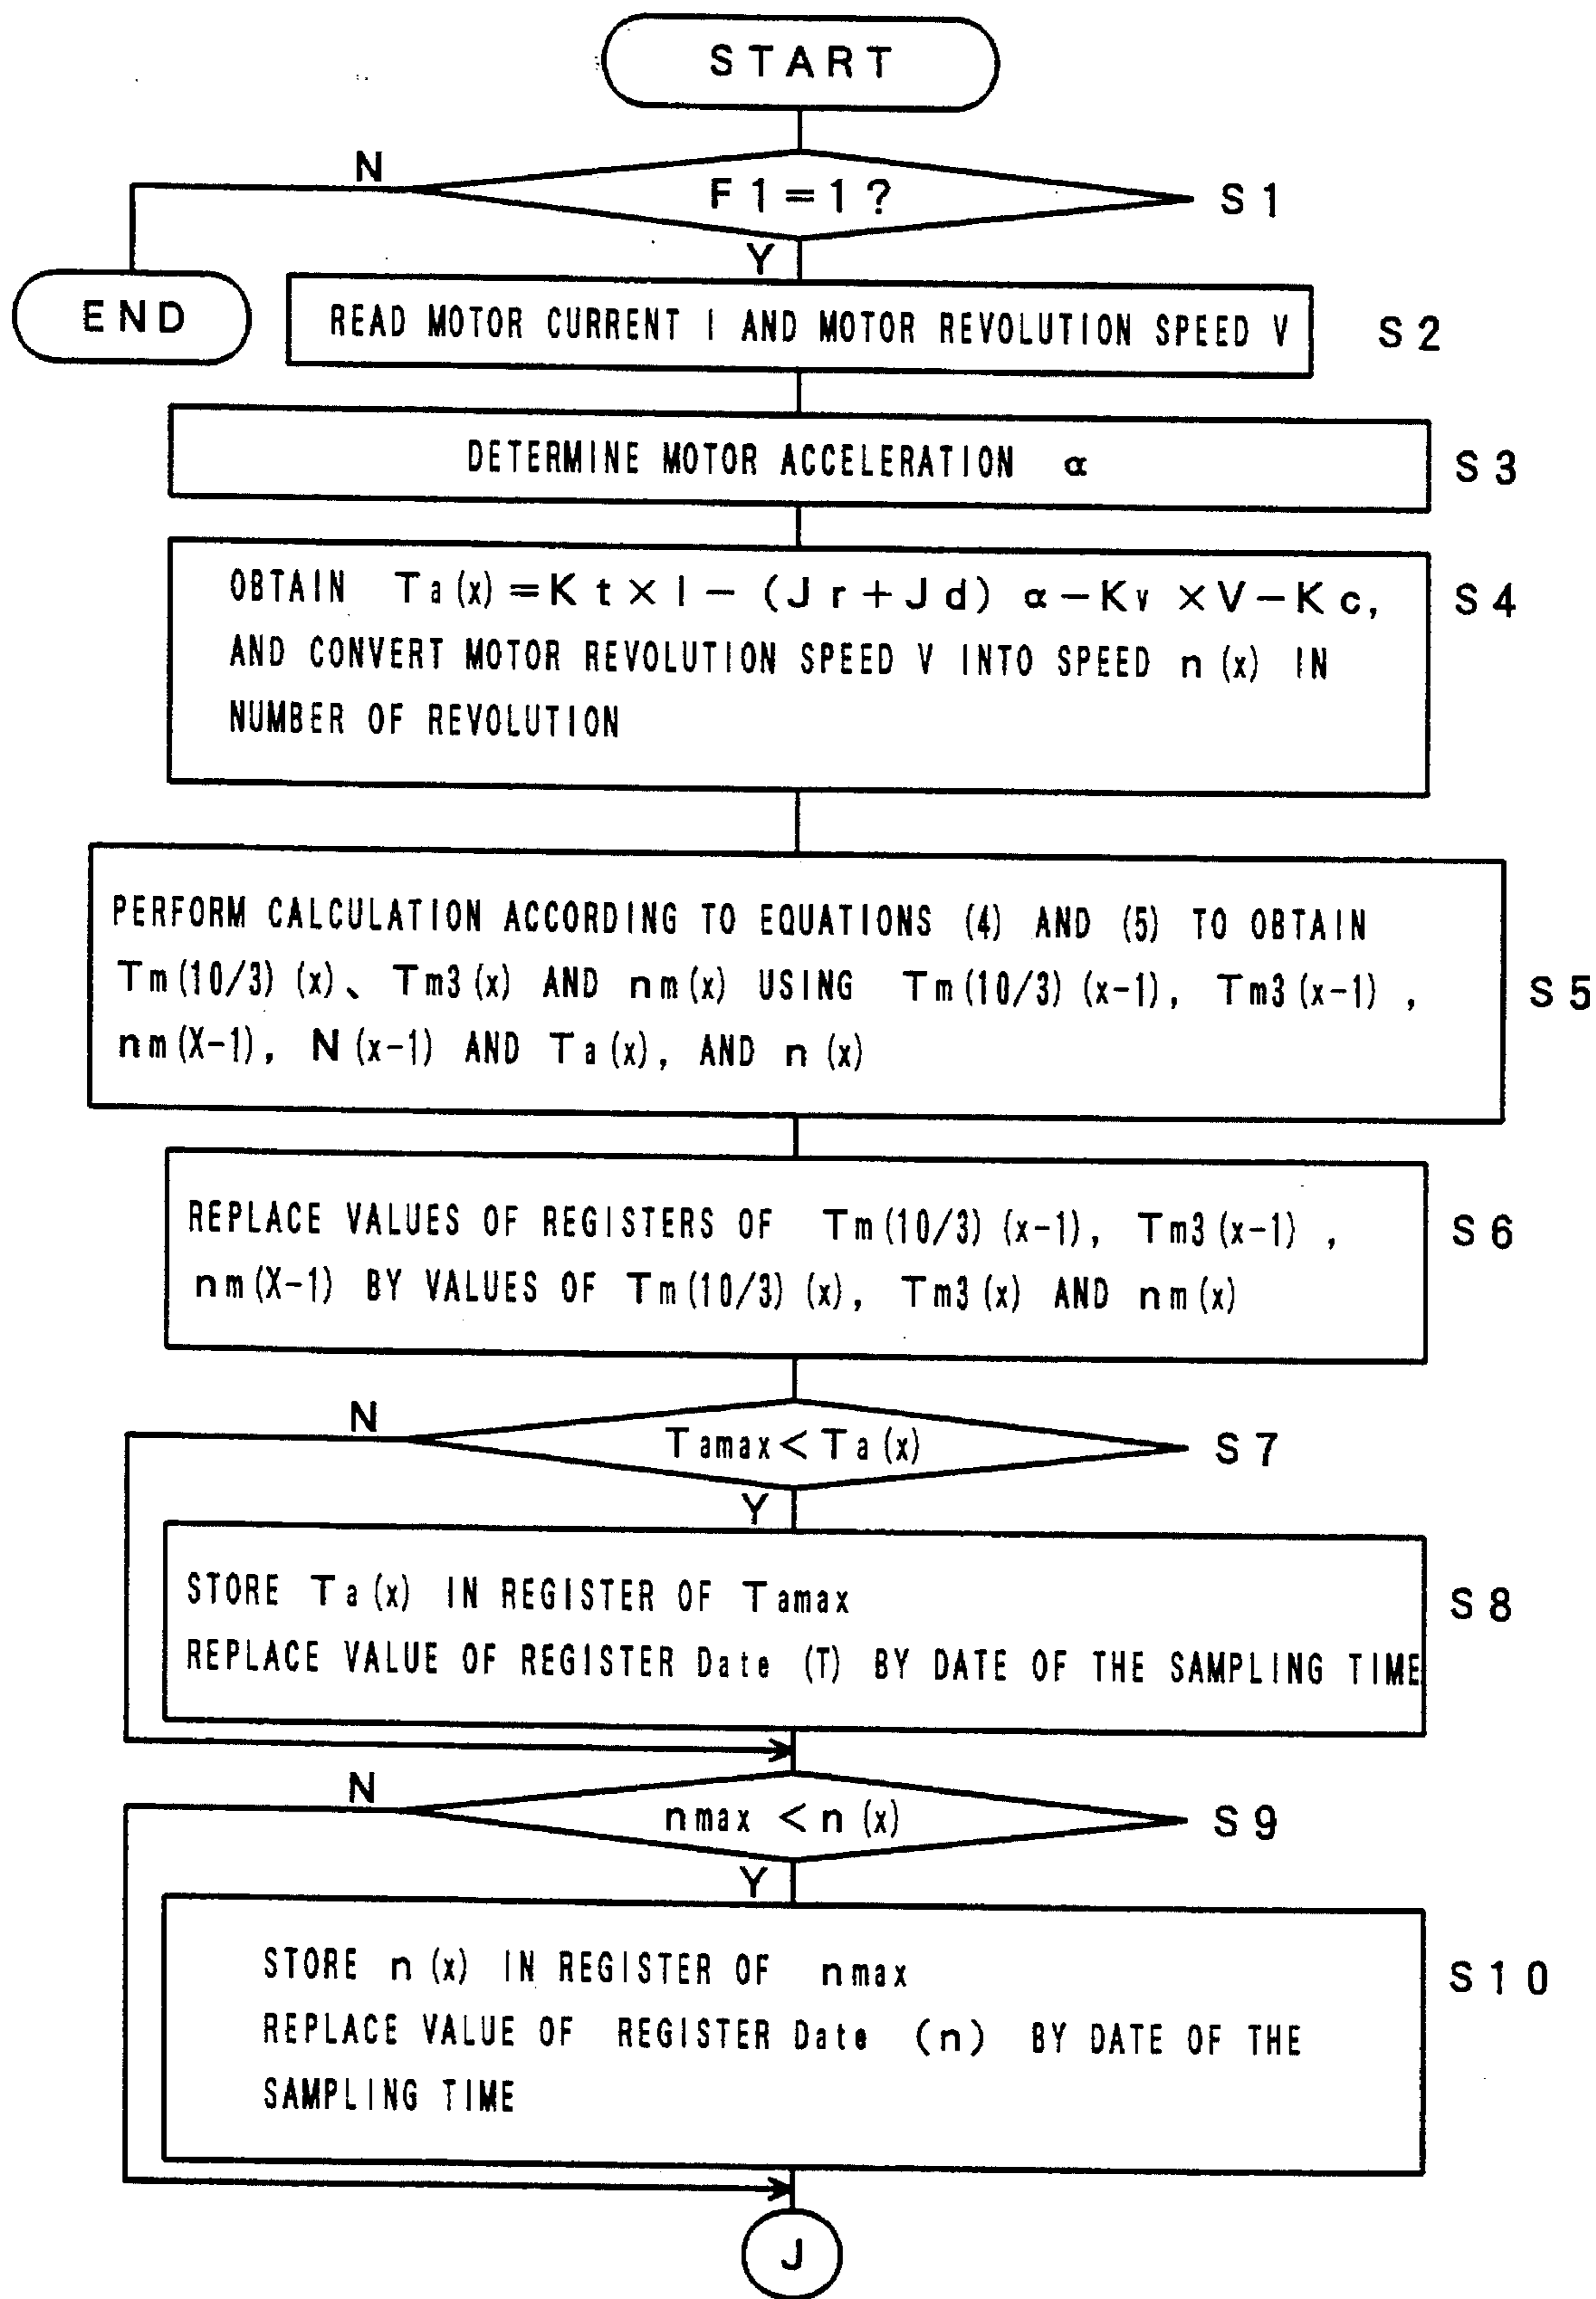 START
N
F1=1?
S1
Y
END
READ MOTOR CURRENT I AND MOTOR REVOLUTION SPEED V
S2
DETERMINE MOTOR ACCELERATION α
S3
OBTAIN Ta(x)=Kt×I-(Jr+Jd)α-Kv×V-Kc,
S4
AND CONVERT MOTOR REVOLUTION SPEED V INTO SPEED n(x) IN
NUMBER OF REVOLUTION
PERFORM CALCULATION ACCORDING TO EQUATIONS (4) AND (5) TO OBTAIN
Tm(10/3)(x)、Tm3(x) AND nm(x) USING Tm(10/3)(x-1), Tm3(x-1),
S5
nm(X-1), N(x-1) AND Ta(x), AND n(x)
REPLACE VALUES OF REGISTERS OF Tm(10/3)(x-1), Tm3(x-1),
S6
nm(X-1) BY VALUES OF Tm(10/3)(x), Tm3(x) AND nm(x)
N
Tamax<Ta(x)
S7
Y
STORE Ta(x) IN REGISTER OF Tamax
S8
REPLACE VALUE OF REGISTER Date (T) BY DATE OF THE SAMPLING TIME
N
nmax<n(x)
S9
Y
STORE n(x) IN REGISTER OF nmax
S10
REPLACE VALUE OF REGISTER Date (n) BY DATE OF THE
SAMPLING TIME
J